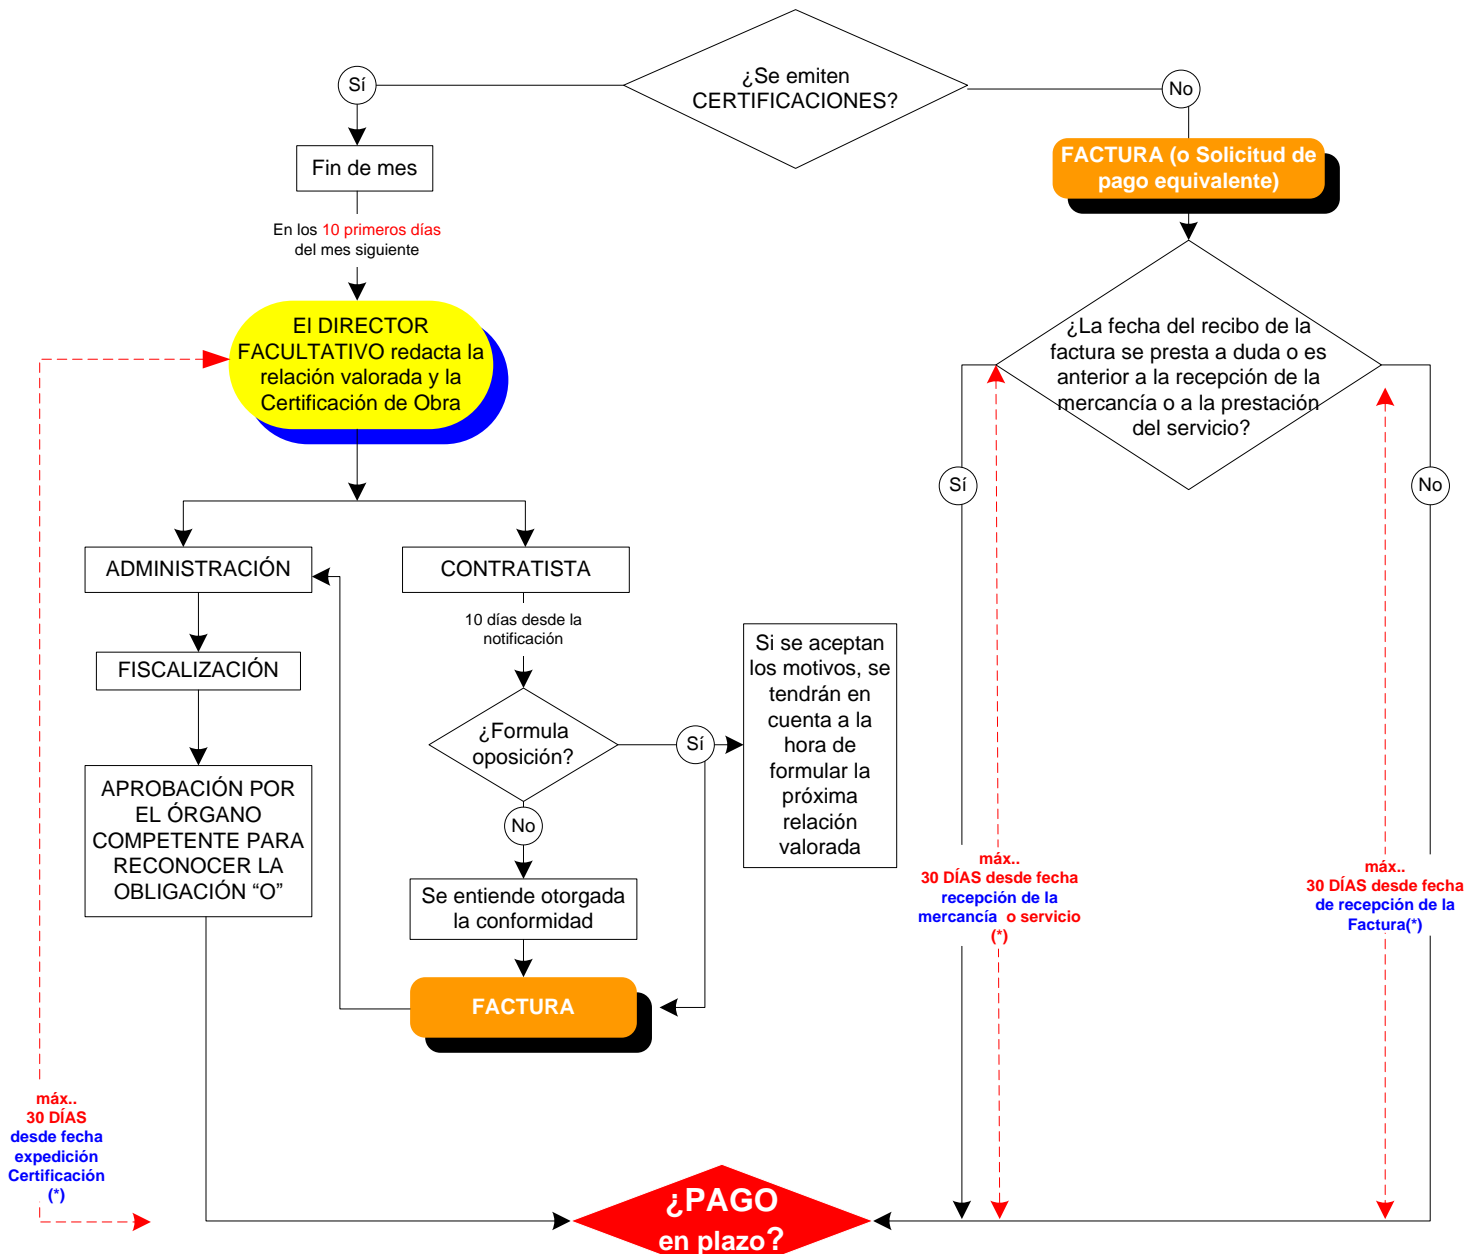 ¿Se emiten
CERTIFICACIONES?
Sí
No
Fin de mes
FACTURA (o Solicitud de
pago equivalente)
En los 10 primeros días
del mes siguiente
El DIRECTOR
FACULTATIVO redacta la
relación valorada y la
Certificación de Obra
¿La fecha del recibo de la
factura se presta a duda o es
anterior a la recepción de la
mercancía o a la prestación
del servicio?
Sí
No
ADMINISTRACIÓN
CONTRATISTA
10 días desde la
notificación
FISCALIZACIÓN
¿Formula
oposición?
Sí
Si se aceptan
los motivos, se
tendrán en
cuenta a la
hora de
formular la
próxima
relación
valorada
No
APROBACIÓN POR
EL ÓRGANO
COMPETENTE PARA
RECONOCER LA
OBLIGACIÓN “O”
Se entiende otorgada
la conformidad
FACTURA
máx..
30 DÍAS desde fecha
recepción de la
mercancía o servicio
(*)
máx..
30 DÍAS desde fecha
de recepción de la
Factura(*)
máx..
30 DÍAS
desde fecha
expedición
Certificación
(*)
¿PAGO
en plazo?